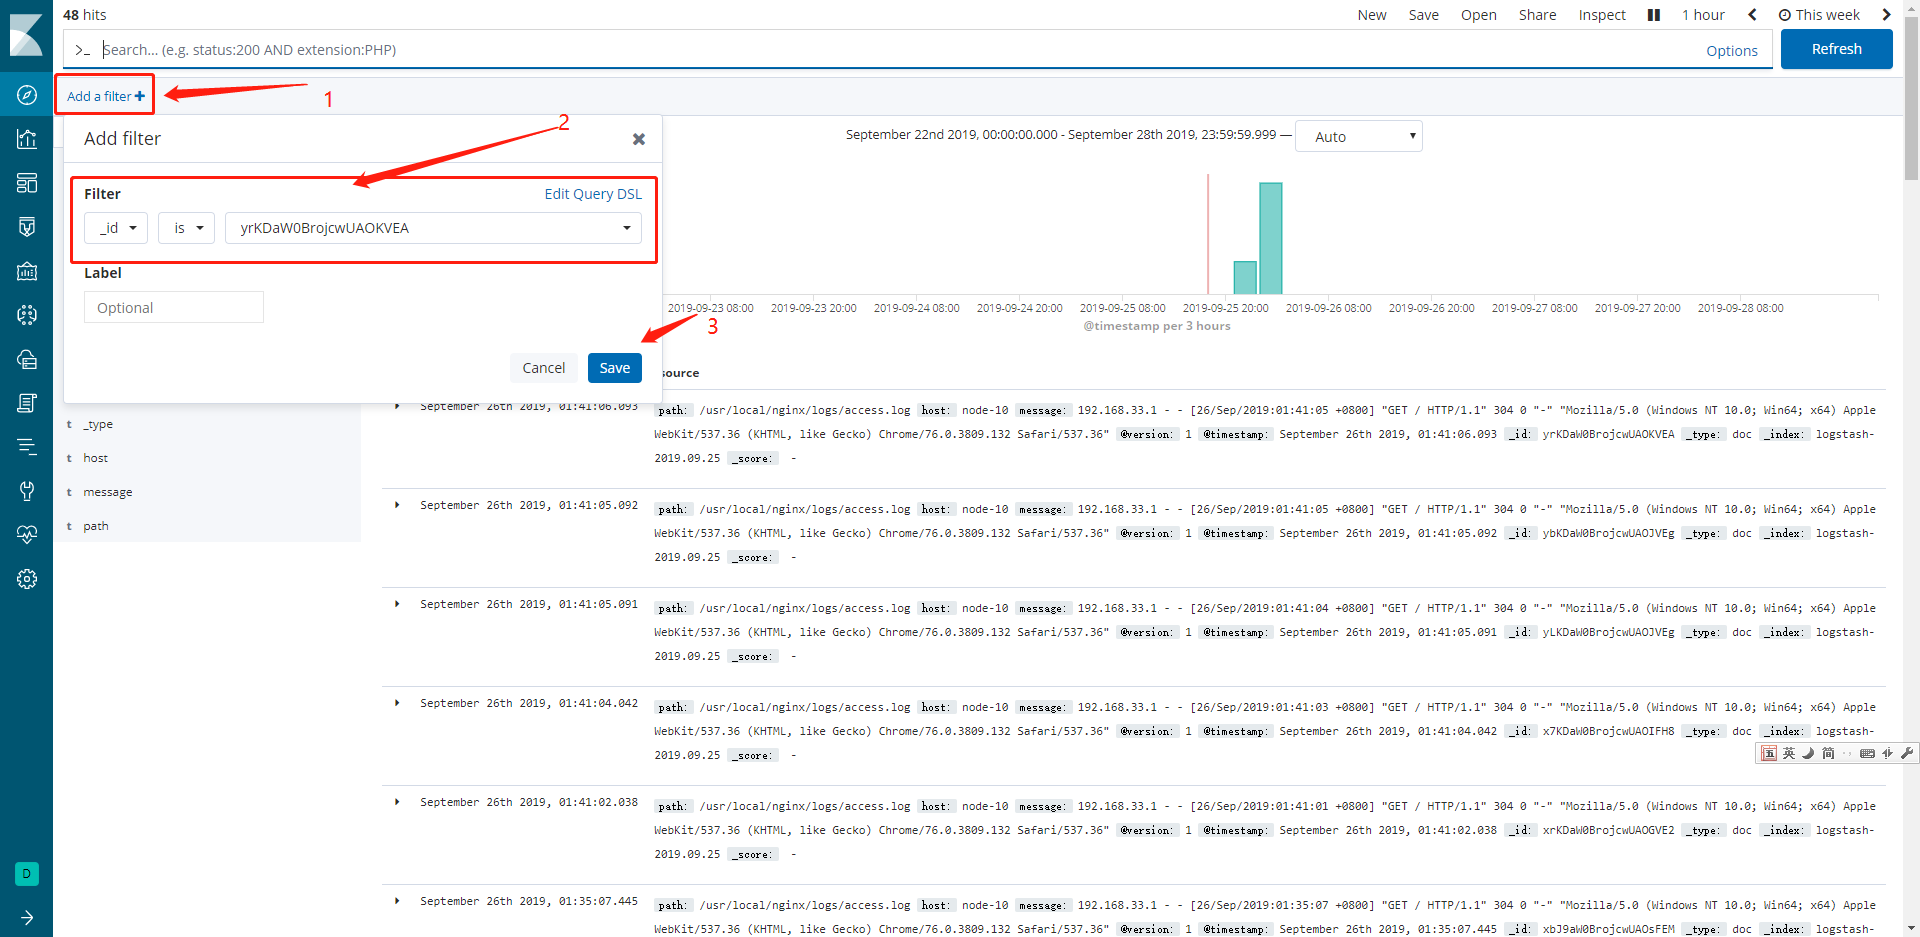 48 hits
New Save Open Share Inspect 1 hour This week
>_ Search... (e.g. status:200 AND extension:PHP) Options Refresh
Add a filter
1
2
Add filter
Filter Edit Query DSL
_id is yrKDaW0BrojcwUAOKVEA
Label
Optional
3
Cancel Save
September 22nd 2019, 00:00:00.000 - September 28th 2019, 23:59:59.999 — Auto
2019-09-23 08:00 2019-09-23 20:00 2019-09-24 08:00 2019-09-24 20:00 2019-09-25 08:00 2019-09-25 20:00 2019-09-26 08:00 2019-09-26 20:00 2019-09-27 08:00 2019-09-27 20:00 2019-09-28 08:00
@timestamp per 3 hours
t _type
t host
t message
t path
source
September 26th 2019, 01:41:06.093 path: /usr/local/nginx/logs/access.log host: node-10 message: 192.168.33.1 - - [26/Sep/2019:01:41:05 +0800] "GET / HTTP/1.1" 304 0 "-" "Mozilla/5.0 (Windows NT 10.0; Win64; x64) Apple
WebKit/537.36 (KHTML, like Gecko) Chrome/76.0.3809.132 Safari/537.36" @version: 1 @timestamp: September 26th 2019, 01:41:06.093 _id: yrKDaW0BrojcwUAOKVEA _type: doc _index: logstash-
2019.09.25 _score: -
September 26th 2019, 01:41:05.092 path: /usr/local/nginx/logs/access.log host: node-10 message: 192.168.33.1 - - [26/Sep/2019:01:41:05 +0800] "GET / HTTP/1.1" 304 0 "-" "Mozilla/5.0 (Windows NT 10.0; Win64; x64) Apple
WebKit/537.36 (KHTML, like Gecko) Chrome/76.0.3809.132 Safari/537.36" @version: 1 @timestamp: September 26th 2019, 01:41:05.092 _id: ybKDaW0BrojcwUAOJVEg _type: doc _index: logstash-
2019.09.25 _score: -
September 26th 2019, 01:41:05.091 path: /usr/local/nginx/logs/access.log host: node-10 message: 192.168.33.1 - - [26/Sep/2019:01:41:04 +0800] "GET / HTTP/1.1" 304 0 "-" "Mozilla/5.0 (Windows NT 10.0; Win64; x64) Apple
WebKit/537.36 (KHTML, like Gecko) Chrome/76.0.3809.132 Safari/537.36" @version: 1 @timestamp: September 26th 2019, 01:41:05.091 _id: yLKDaW0BrojcwUAOJVEg _type: doc _index: logstash-
2019.09.25 _score: -
September 26th 2019, 01:41:04.042 path: /usr/local/nginx/logs/access.log host: node-10 message: 192.168.33.1 - - [26/Sep/2019:01:41:03 +0800] "GET / HTTP/1.1" 304 0 "-" "Mozilla/5.0 (Windows NT 10.0; Win64; x64) Apple
WebKit/537.36 (KHTML, like Gecko) Chrome/76.0.3809.132 Safari/537.36" @version: 1 @timestamp: September 26th 2019, 01:41:04.042 _id: x7KDaW0BrojcwUAOIFH8 _type: doc _index: logstash-
2019.09.25 _score: -
五 英 简
September 26th 2019, 01:41:02.038 path: /usr/local/nginx/logs/access.log host: node-10 message: 192.168.33.1 - - [26/Sep/2019:01:41:01 +0800] "GET / HTTP/1.1" 304 0 "-" "Mozilla/5.0 (Windows NT 10.0; Win64; x64) Apple
WebKit/537.36 (KHTML, like Gecko) Chrome/76.0.3809.132 Safari/537.36" @version: 1 @timestamp: September 26th 2019, 01:41:02.038 _id: xrKDaW0BrojcwUAOGVE2 _type: doc _index: logstash-
2019.09.25 _score: -
September 26th 2019, 01:35:07.445 path: /usr/local/nginx/logs/access.log host: node-10 message: 192.168.33.1 - - [26/Sep/2019:01:35:07 +0800] "GET / HTTP/1.1" 304 0 "-" "Mozilla/5.0 (Windows NT 10.0; Win64; x64) Apple
WebKit/537.36 (KHTML, like Gecko) Chrome/76.0.3809.132 Safari/537.36" @version: 1 @timestamp: September 26th 2019, 01:35:07.445 _id: xbJ9aW0BrojcwUAOsFEM _type: doc _index: logstash-
D